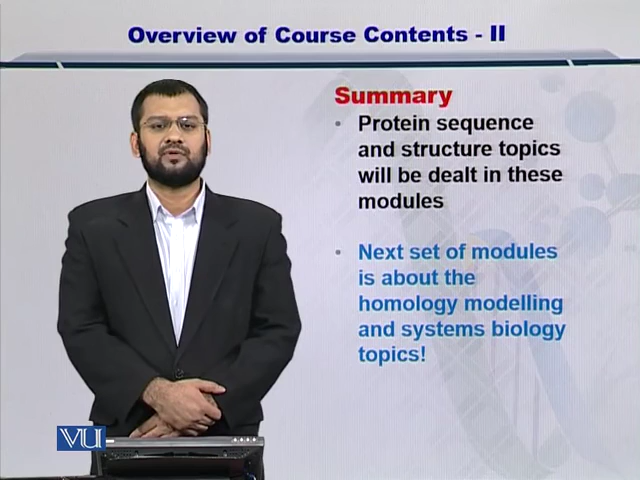 Overview of Course Contents - II
Summary
• Protein sequence
and structure topics
will be dealt in these
modules
• Next set of modules
is about the
homology modelling
and systems biology
topics!
VU